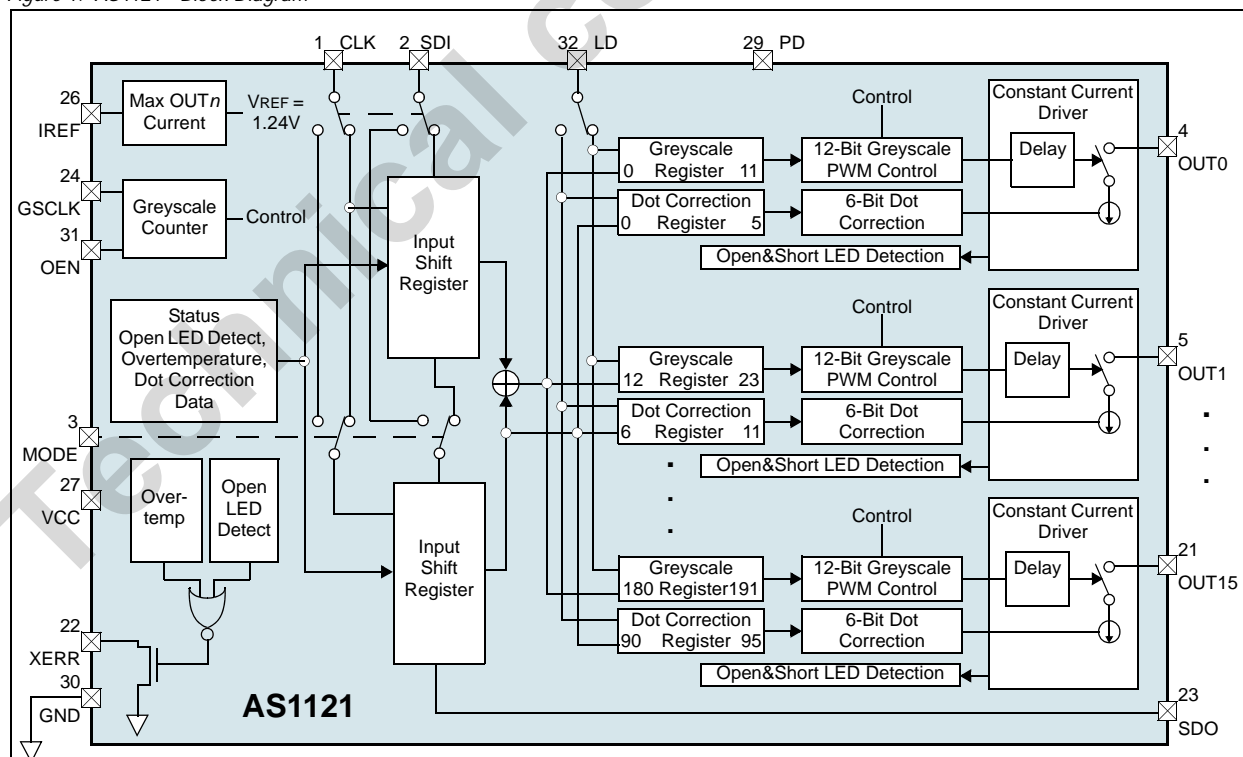 Figure 1. AS1121 - Block Diagram
1 CLK
2 SDI
32 LD
29 PD
26
IREF
Max OUTn
Current
VREF =
1.24V
24
GSCLK
31
OEN
Greyscale
Counter
Control
Status
Open LED Detect,
Overtemperature,
Dot Correction
Data
3
MODE
27
VCC
Over-
temp
Open
LED
Detect
22
XERR
30
GND
AS1121
Input
Shift
Register
Input
Shift
Register
Greyscale
0 Register 11
Dot Correction
0 Register 5
Control
12-Bit Greyscale
PWM Control
6-Bit Dot
Correction
Open&Short LED Detection
Constant Current
Driver
Delay
4
OUT0
Greyscale
12 Register 23
Dot Correction
6 Register 11
Control
12-Bit Greyscale
PWM Control
6-Bit Dot
Correction
Open&Short LED Detection
Constant Current
Driver
Delay
5
OUT1
Greyscale
180 Register191
Dot Correction
90 Register 95
Control
12-Bit Greyscale
PWM Control
6-Bit Dot
Correction
Open&Short LED Detection
Constant Current
Driver
Delay
21
OUT15
23
SDO
Technical co